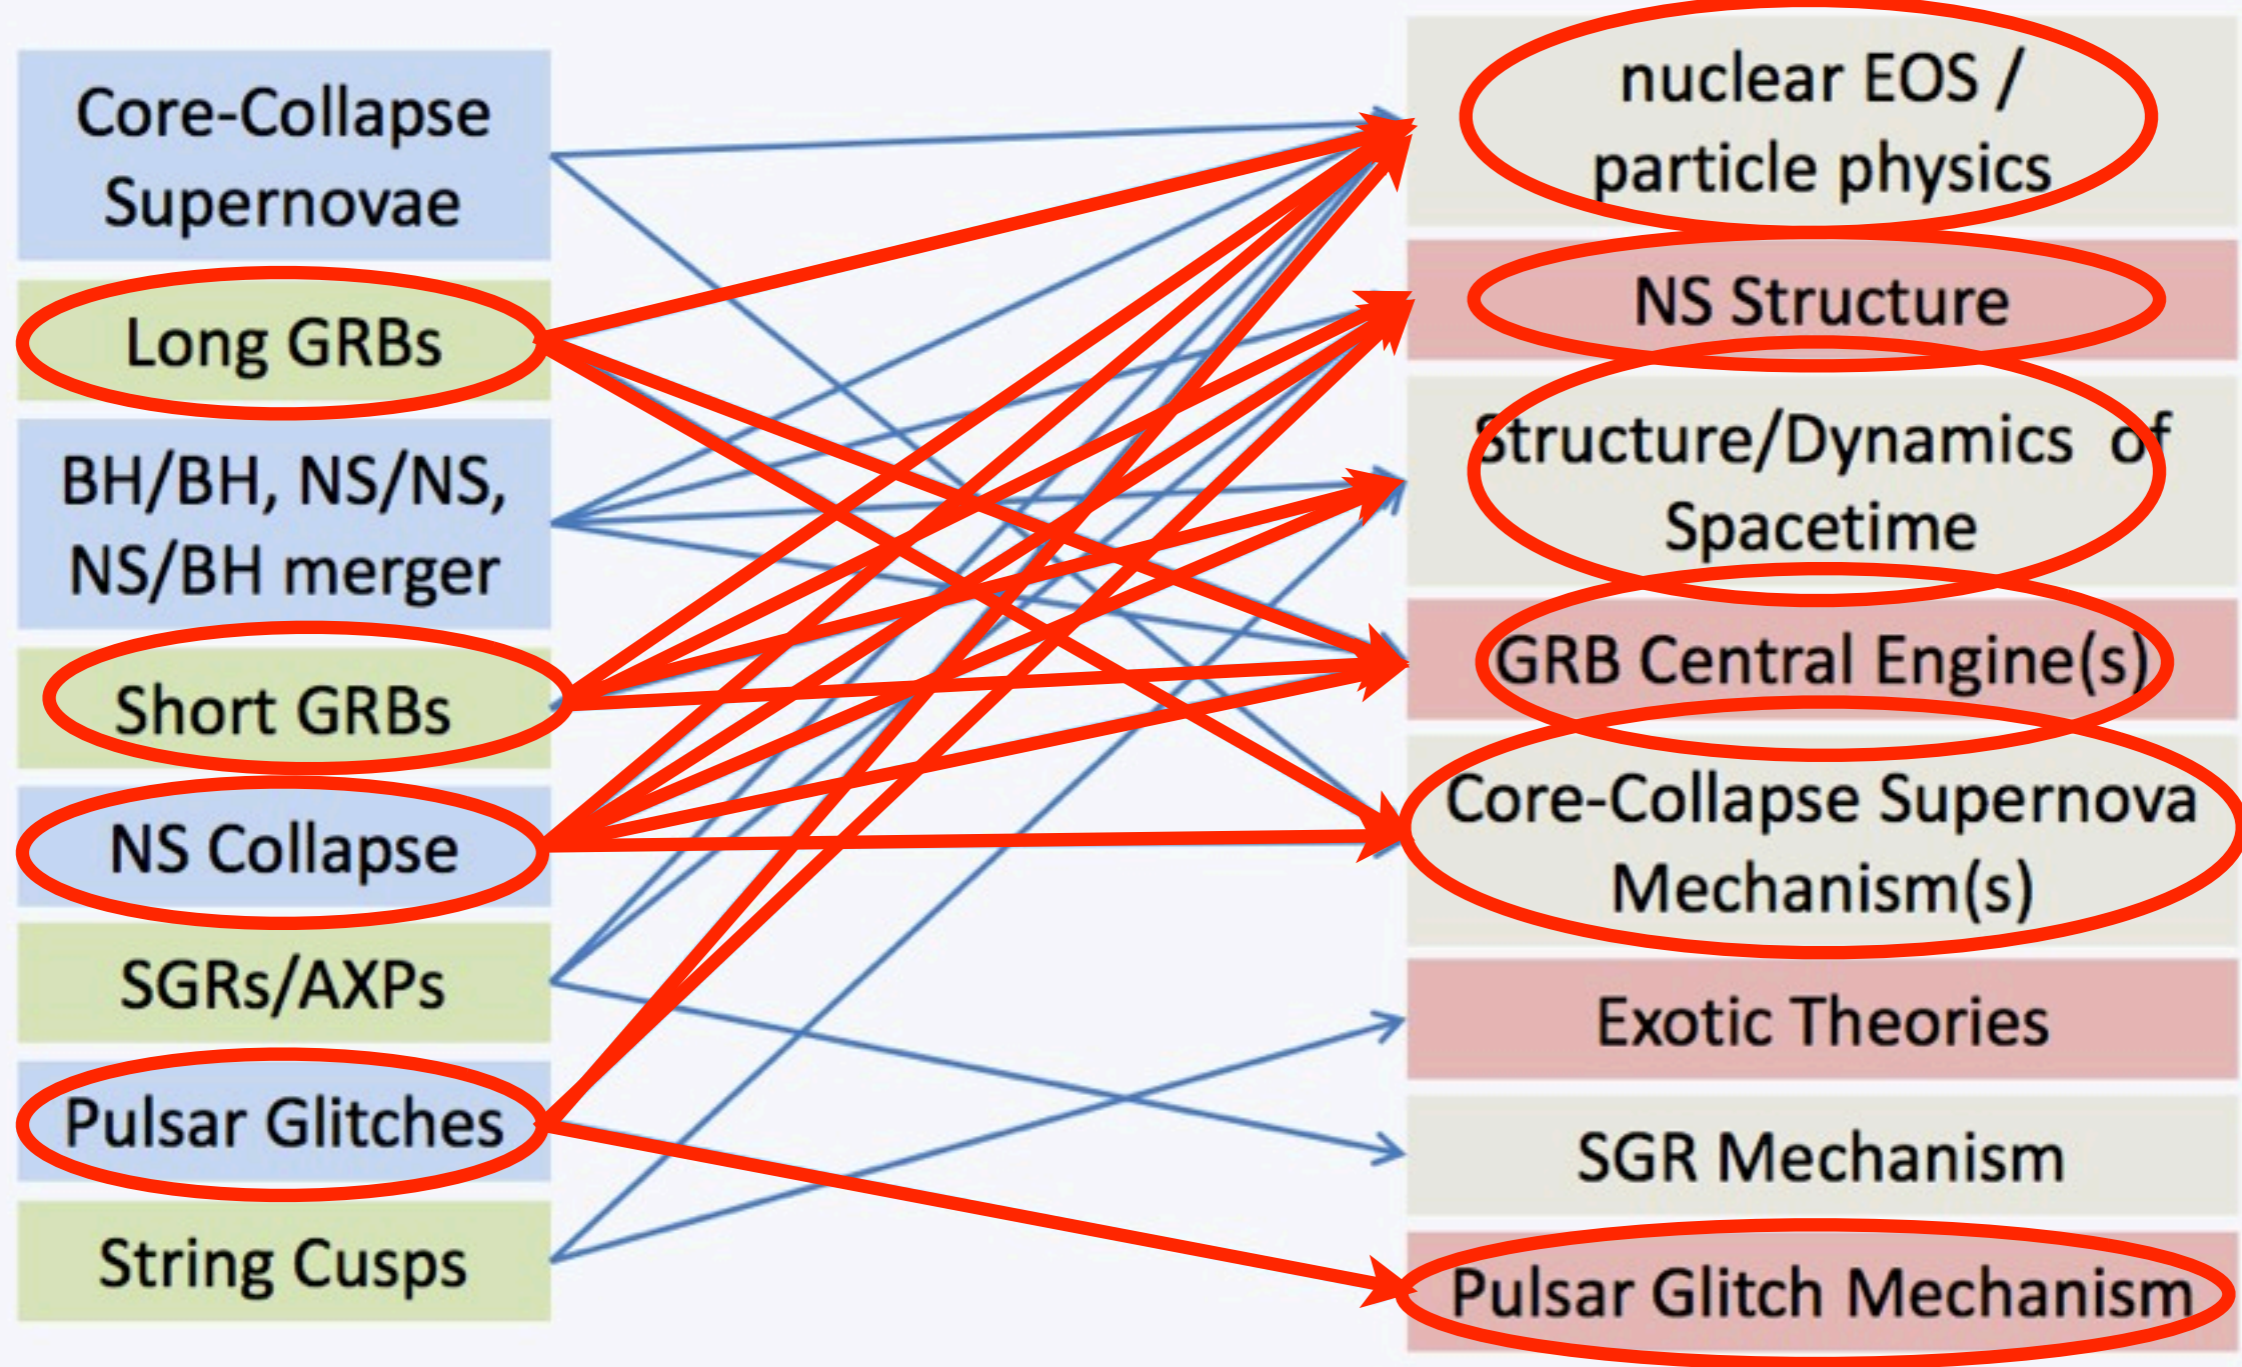 Core-Collapse
Supernovae
Long GRBs
BH/BH, NS/NS,
NS/BH merger
Short GRBs
NS Collapse
SGRs/AXPs
Pulsar Glitches
String Cusps
nuclear EOS /
particle physics
NS Structure
Structure/Dynamics of
Spacetime
GRB Central Engine(s)
Core-Collapse Supernova
Mechanism(s)
Exotic Theories
SGR Mechanism
Pulsar Glitch Mechanism